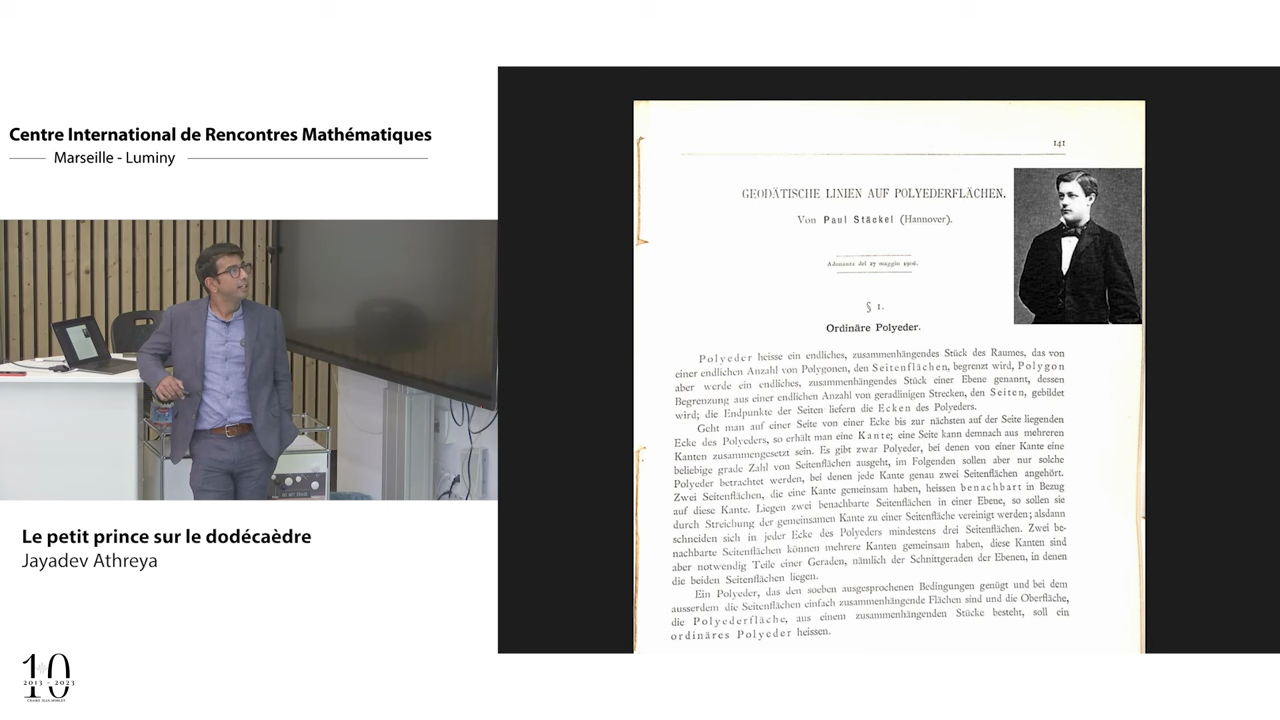 Centre International de Rencontres Mathématiques
Marseille - Luminy
Le petit prince sur le dodécaèdre
Jayadev Athreya
10
2013 - 2023
CHAIRE JEAN MORLET
141
GEODÄTISCHE LINIEN AUF POLYEDERFLÄCHEN.
Von Paul Stäckel (Hannover).
Adunanza del 27 maggio 1906.
§ 1.
Ordinäre Polyeder.
Polyeder heisse ein endliches, zusammenhängendes Stück des Raumes, das von
einer endlichen Anzahl von Polygonen, den Seitenflächen, begrenzt wird, Polygon
aber werde ein endliches, zusammenhängendes Stück einer Ebene genannt, dessen
Begrenzung aus einer endlichen Anzahl von geradlinigen Strecken, den Seiten, gebildet
wird; die Endpunkte der Seiten liefern die Ecken des Polyeders.
Geht man auf einer Seite von einer Ecke bis zur nächsten auf der Seite liegenden
Ecke des Polyeders, so erhält man eine Kante; eine Seite kann demnach aus mehreren
Kanten zusammengesetzt sein. Es gibt zwar Polyeder, bei denen von einer Kante eine
beliebige grade Zahl von Seitenflächen ausgeht, im Folgenden sollen aber nur solche
Polyeder betrachtet werden, bei denen jede Kante genau zwei Seitenflächen angehört.
Zwei Seitenflächen, die eine Kante gemeinsam haben, heissen benachbart in Bezug
auf diese Kante. Liegen zwei benachbarte Seitenflächen in einer Ebene, so sollen sie
durch Streichung der gemeinsamen Kante zu einer Seitenfläche vereinigt werden; alsdann
schneiden sich in jeder Ecke des Polyeders mindestens drei Seitenflächen. Zwei be-
nachbarte Seitenflächen können mehrere Kanten gemeinsam haben, diese Kanten sind
aber notwendig Teile einer Geraden, nämlich der Schnittgeraden der Ebenen, in denen
die beiden Seitenflächen liegen.
Ein Polyeder, das den soeben ausgesprochenen Bedingungen genügt und bei dem
ausserdem die Seitenflächen einfach zusammenhängende Flächen sind und die Oberfläche,
die Polyederfläche, aus einem zusammenhängenden Stücke besteht, soll ein
ordinäres Polyeder heissen.